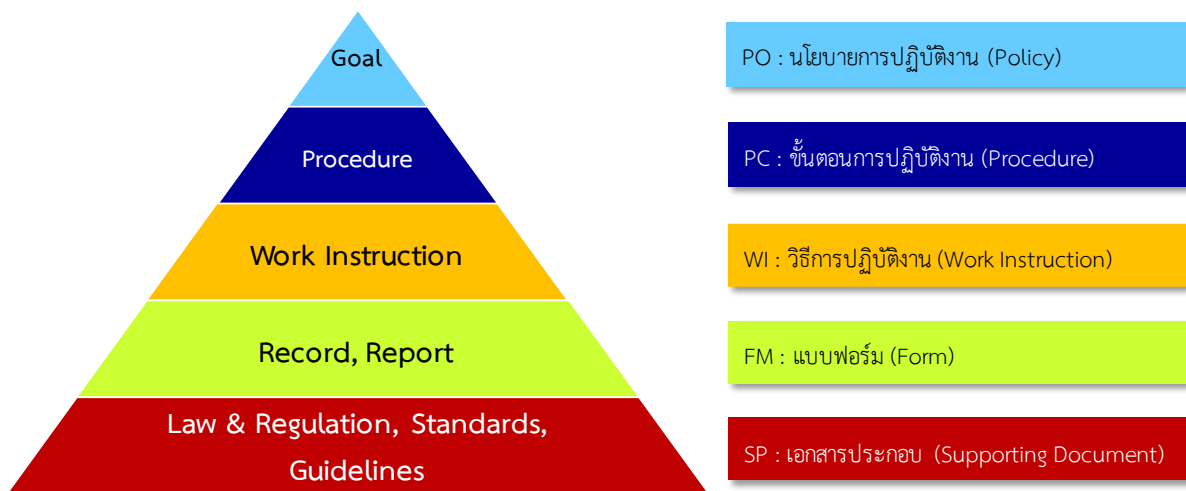 Goal
PO : นโยบายการปฏิบัติงาน (Policy)
Procedure
PC : ขั้นตอนการปฏิบัติงาน (Procedure)
Work Instruction
WI : วิธีการปฏิบัติงาน (Work Instruction)
Record, Report
FM : แบบฟอร์ม (Form)
Law & Regulation, Standards,
Guidelines
SP : เอกสารประกอบ (Supporting Document)